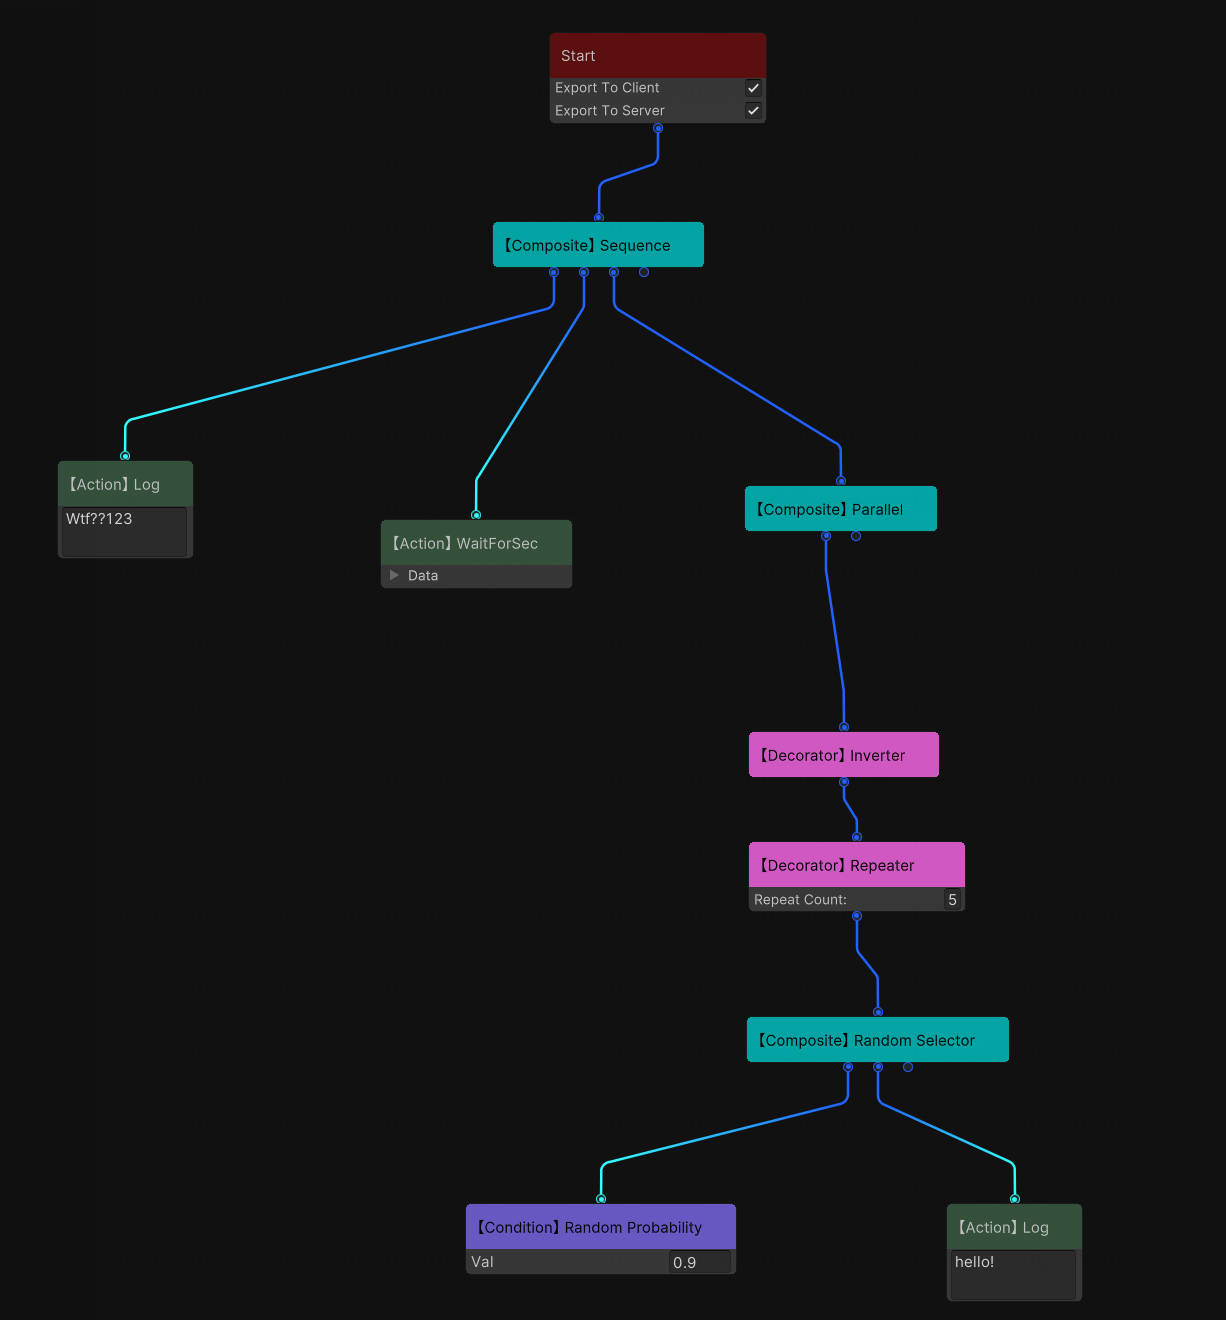 Start
Export To Client
Export To Server
【Composite】Sequence
【Action】Log
Wtf??123
【Action】WaitForSec
Data
【Composite】Parallel
【Decorator】Inverter
【Decorator】Repeater
Repeat Count: 5
【Composite】Random Selector
【Condition】Random Probability
Val 0.9
【Action】Log
hello!